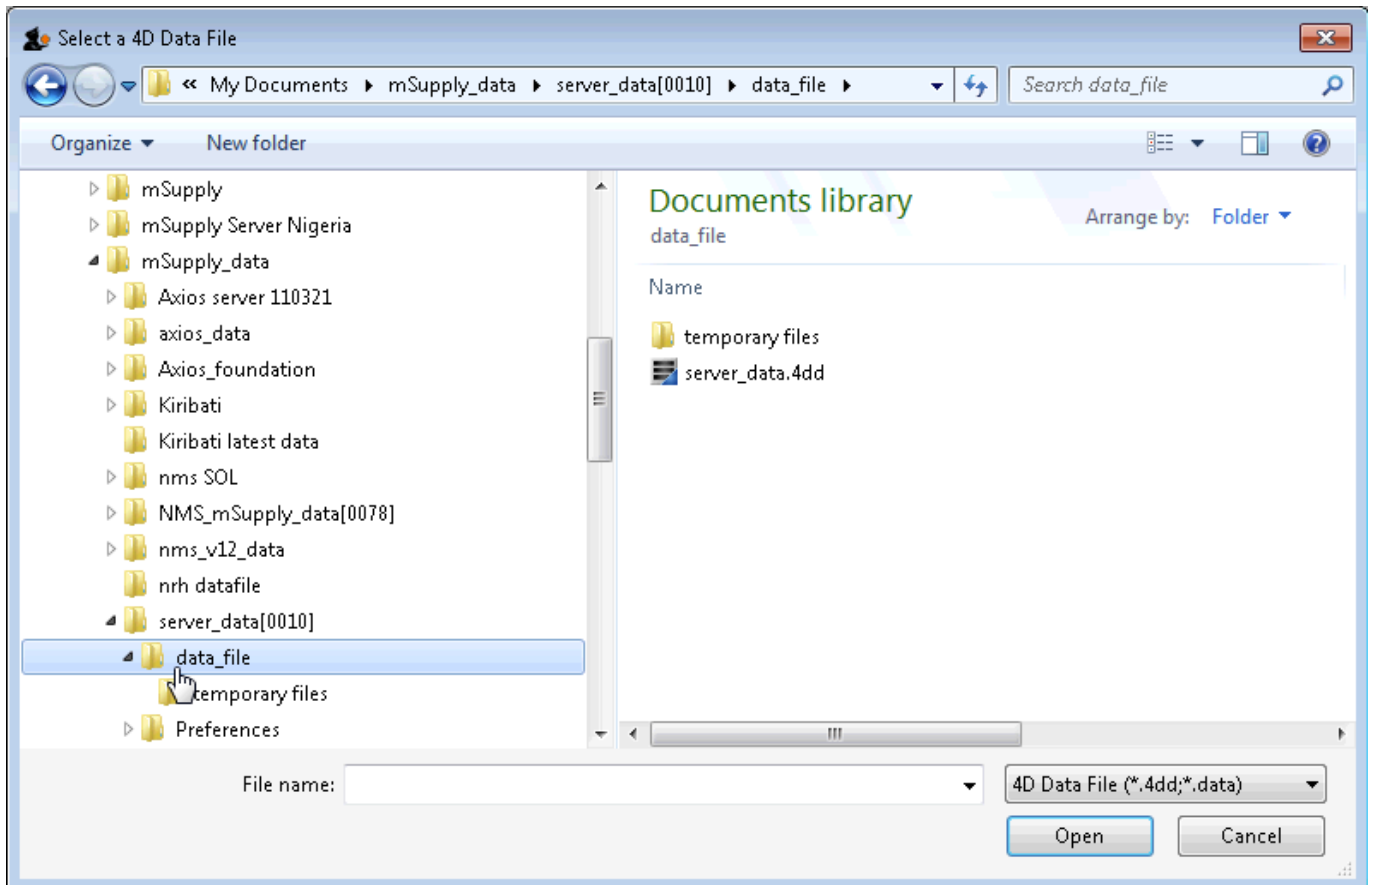 Select a 4D Data File
« My Documents mSupply_data server_data[0010] data_file
Search data_file
Organize New folder
mSupply
mSupply Server Nigeria
mSupply_data
Axios server 110321
axios_data
Axios_foundation
Kiribati
Kiribati latest data
nms SOL
NMS_mSupply_data[0078]
nms_v12_data
nrh datafile
server_data[0010]
data_file
temporary files
Preferences
Documents library
data_file
Arrange by: Folder
Name
temporary files
server_data.4dd
File name:
4D Data File (*.4dd;*.data)
Open Cancel